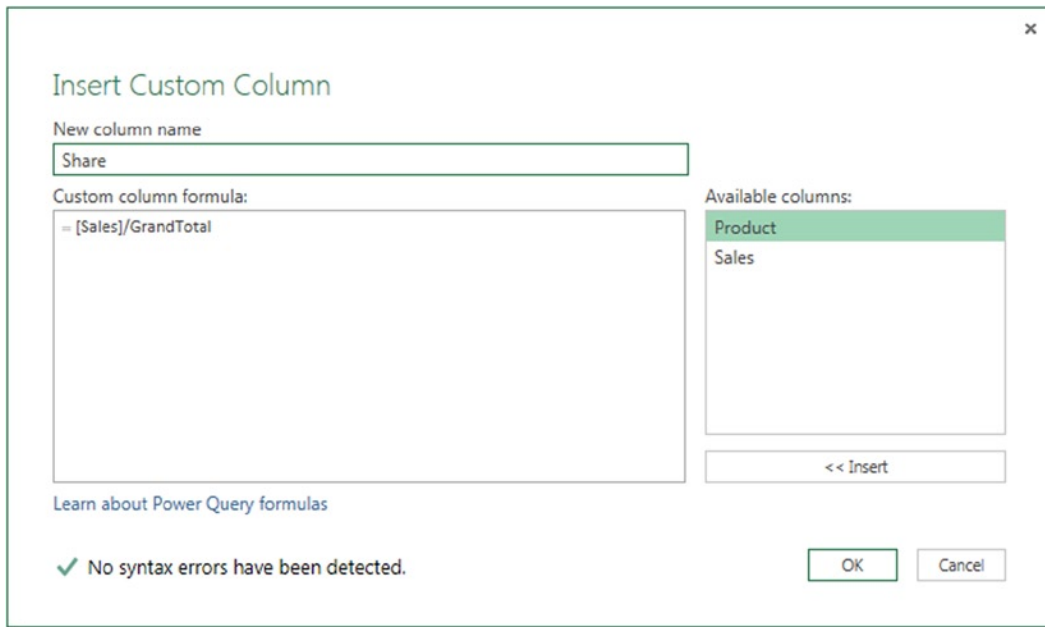 ×
Insert Custom Column
New column name
Share
Custom column formula:
= [Sales]/GrandTotal
Available columns:
Product
Sales
<< Insert
Learn about Power Query formulas
No syntax errors have been detected.
OK
Cancel